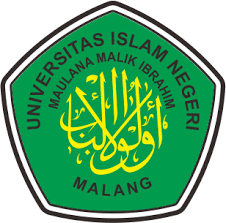 UNIVERSITAS ISLAM NEGERI
MAULANA MALIK IBRAHIM
أولو الألباب
MALANG